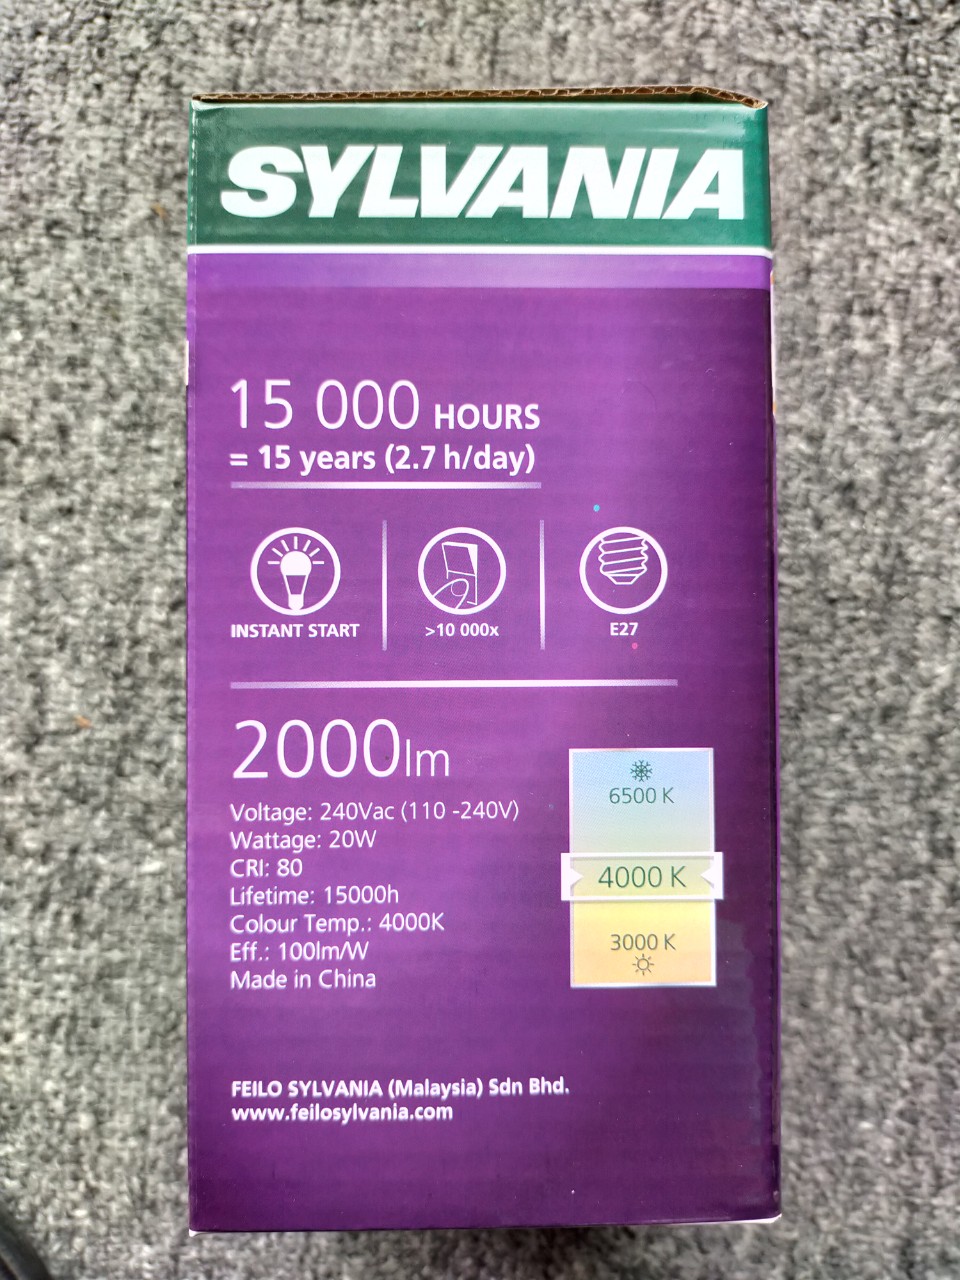 SYLVANIA
15 000 HOURS
= 15 years (2.7 h/day)
INSTANT START
>10 000x
E27
2000lm
Voltage: 240Vac (110 -240V)
Wattage: 20W
CRI: 80
Lifetime: 15000h
Colour Temp.: 4000K
Eff.: 100lm/W
Made in China
6500 K
4000 K
3000 K
FEILO SYLVANIA (Malaysia) Sdn Bhd.
www.feilosylvania.com